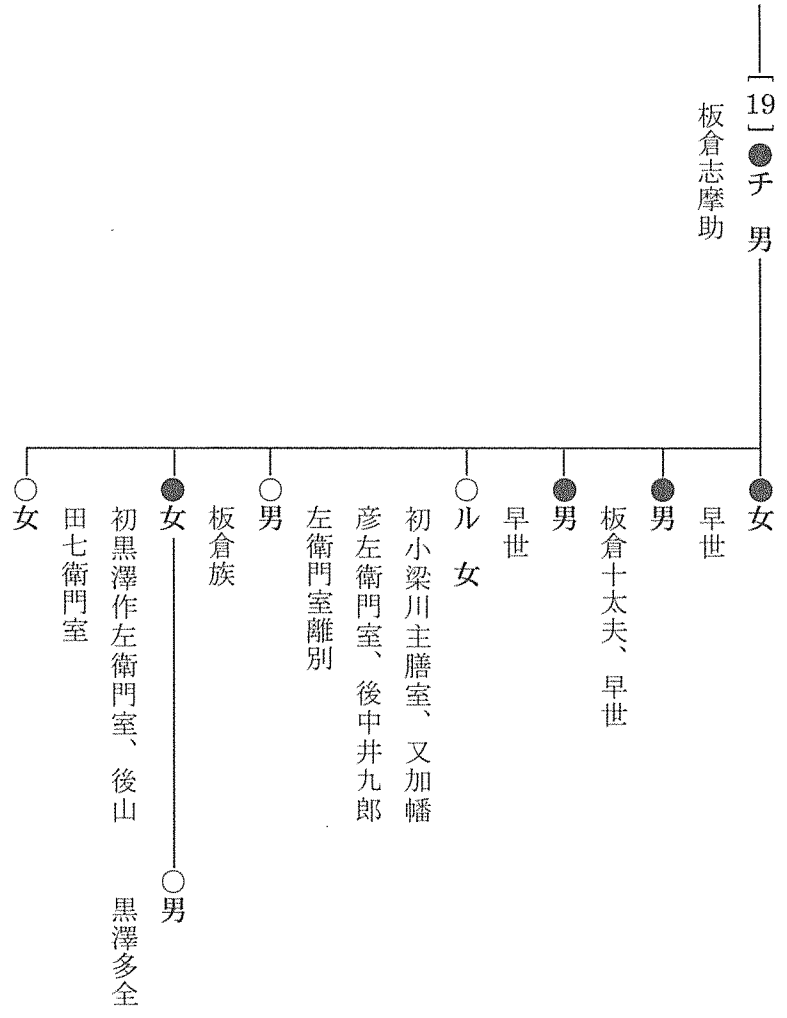 [19]●チ 男
板倉志摩助
●女
早世
●男
板倉十太夫、早世
●男
早世
○ル 女
初小梁川主膳室、又加幡
彦左衛門室、後中井九郎
左衛門室離別
○男
板倉族
●女
初黒澤作左衛門室、後山
田七衛門室
○男
黒澤多全
○女